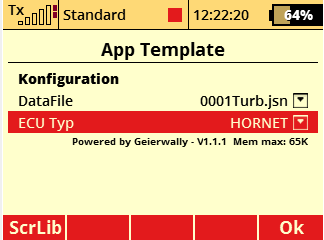 Tx Standard 12:22:20 64%
App Template
Konfiguration
DataFile 0001Turb.jsn
ECU Typ HORNET
Powered by Geierwally - V1.1.1 Mem max: 65K
ScrLib Ok